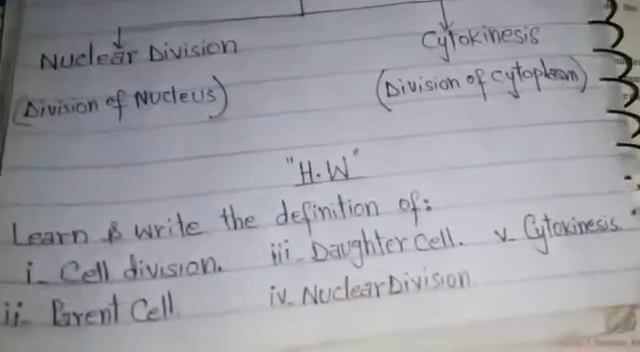 Nuclear Division Cytokinesis
(Division of Nucleus) (Division of cytoplasm)
"H.W"
Learn & write the definition of:
i- Cell division. iii- Daughter Cell. v- Cytokinesis.
ii- Parent Cell iv- Nuclear Division